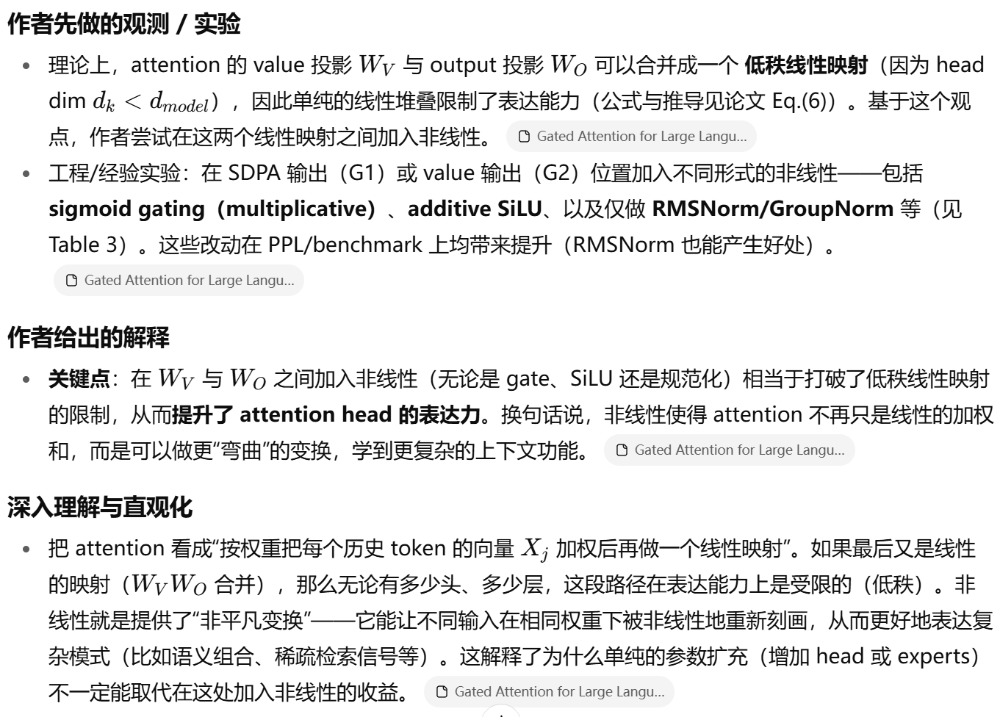 作者先做的观测 / 实验
• 理论上，attention 的 value 投影 W_V 与 output 投影 W_O 可以合并成一个 低秩线性映射（因为 head
dim d_k < d_{model}），因此单纯的线性堆叠限制了表达能力（公式与推导见论文 Eq.(6)）。基于这个观
点，作者尝试在这两个线性映射之间加入非线性。 Gated Attention for Large Langu...
• 工程/经验实验：在 SDPA 输出（G1）或 value 输出（G2）位置加入不同形式的非线性——包括
sigmoid gating（multiplicative）、additive SiLU、以及仅做 RMSNorm/GroupNorm 等（见
Table 3）。这些改动在 PPL/benchmark 上均带来提升（RMSNorm 也能产生好处）。
Gated Attention for Large Langu...
作者给出的解释
• 关键点：在 W_V 与 W_O 之间加入非线性（无论是 gate、SiLU 还是规范化）相当于打破了低秩线性映射
的限制，从而提升了 attention head 的表达力。换句话说，非线性使得 attention 不再只是线性的加权
和，而是可以做更“弯曲”的变换，学到更复杂的上下文功能。 Gated Attention for Large Langu...
深入理解与直观化
• 把 attention 看成“按权重把每个历史 token 的向量 X_j 加权后再做一个线性映射”。如果最后又是线性
的映射（W_V W_O 合并），那么无论有多少头、多少层，这段路径在表达能力上是受限的（低秩）。非
线性就是提供了“非平凡变换”——它能让不同输入在相同权重下被非线性地重新刻画，从而更好地表达复
杂模式（比如语义组合、稀疏检索信号等）。这解释了为什么单纯的参数扩充（增加 head 或 experts）
不一定能取代在这处加入非线性的收益。 Gated Attention for Large Langu...